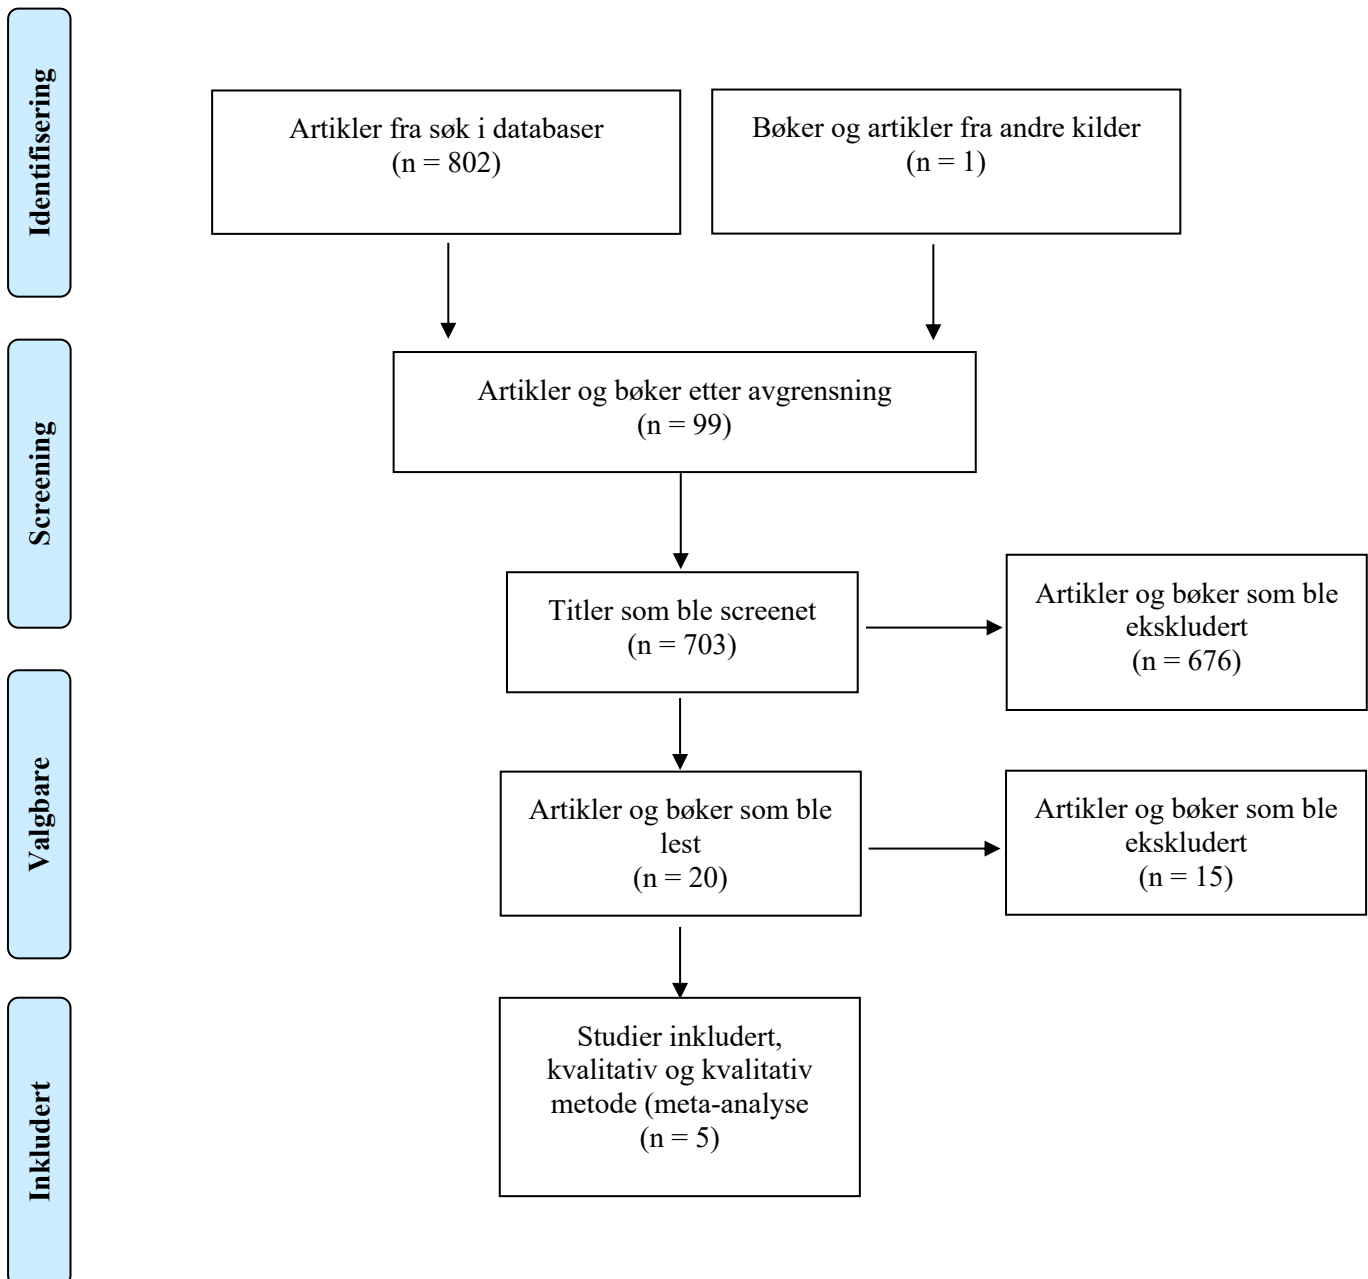 Identifisering
Artikler fra søk i databaser
(n = 802)
Bøker og artikler fra andre kilder
(n = 1)
Screening
Artikler og bøker etter avgrensning
(n = 99)
Titler som ble screenet
(n = 703)
Artikler og bøker som ble
ekskludert
(n = 676)
Valgbare
Artikler og bøker som ble
lest
(n = 20)
Artikler og bøker som ble
ekskludert
(n = 15)
Inkludert
Studier inkludert,
kvalitativ og kvalitativ
metode (meta-analyse
(n = 5)